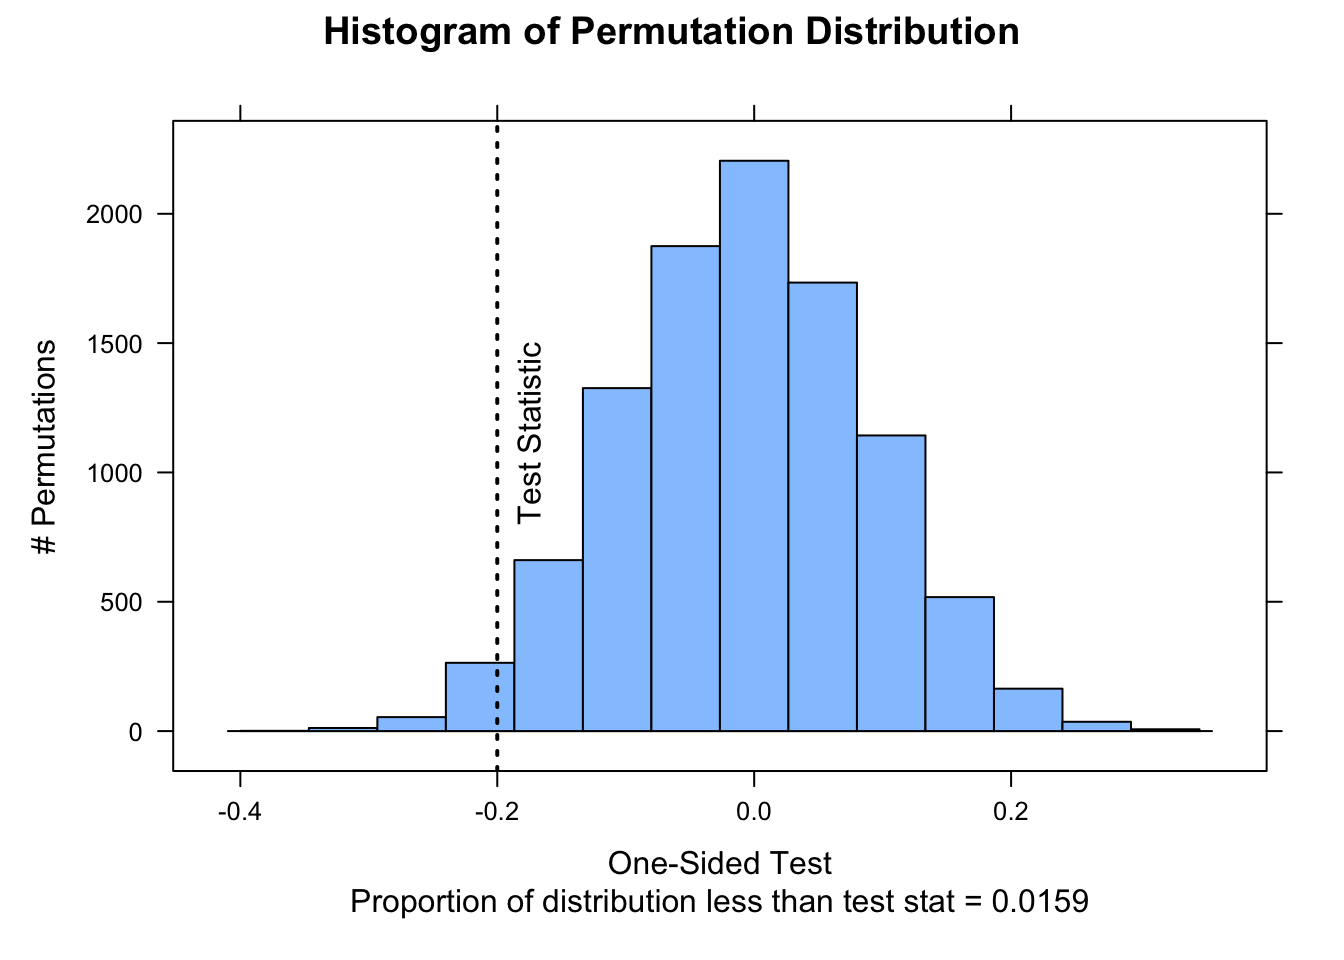 Histogram of Permutation Distribution
# Permutations
2000
1500
1000
500
0
Test Statistic
-0.4
-0.2
0.0
0.2
One-Sided Test
Proportion of distribution less than test stat = 0.0159